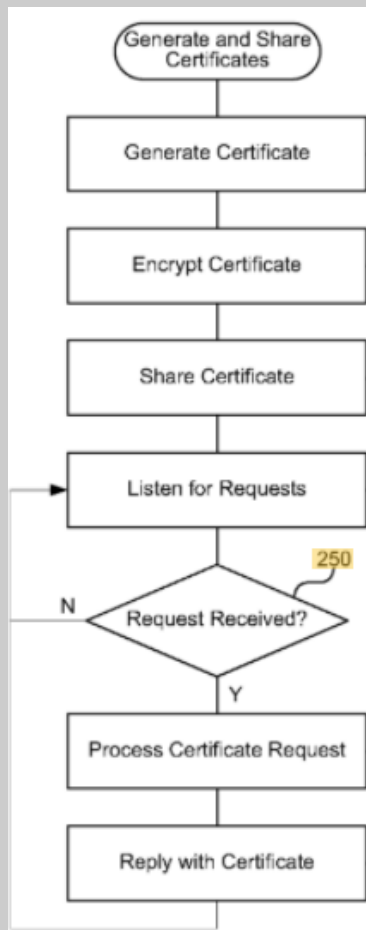 Generate and Share
Certificates
Generate Certificate
Encrypt Certificate
Share Certificate
Listen for Requests
250
N
Request Received?
Y
Process Certificate Request
Reply with Certificate